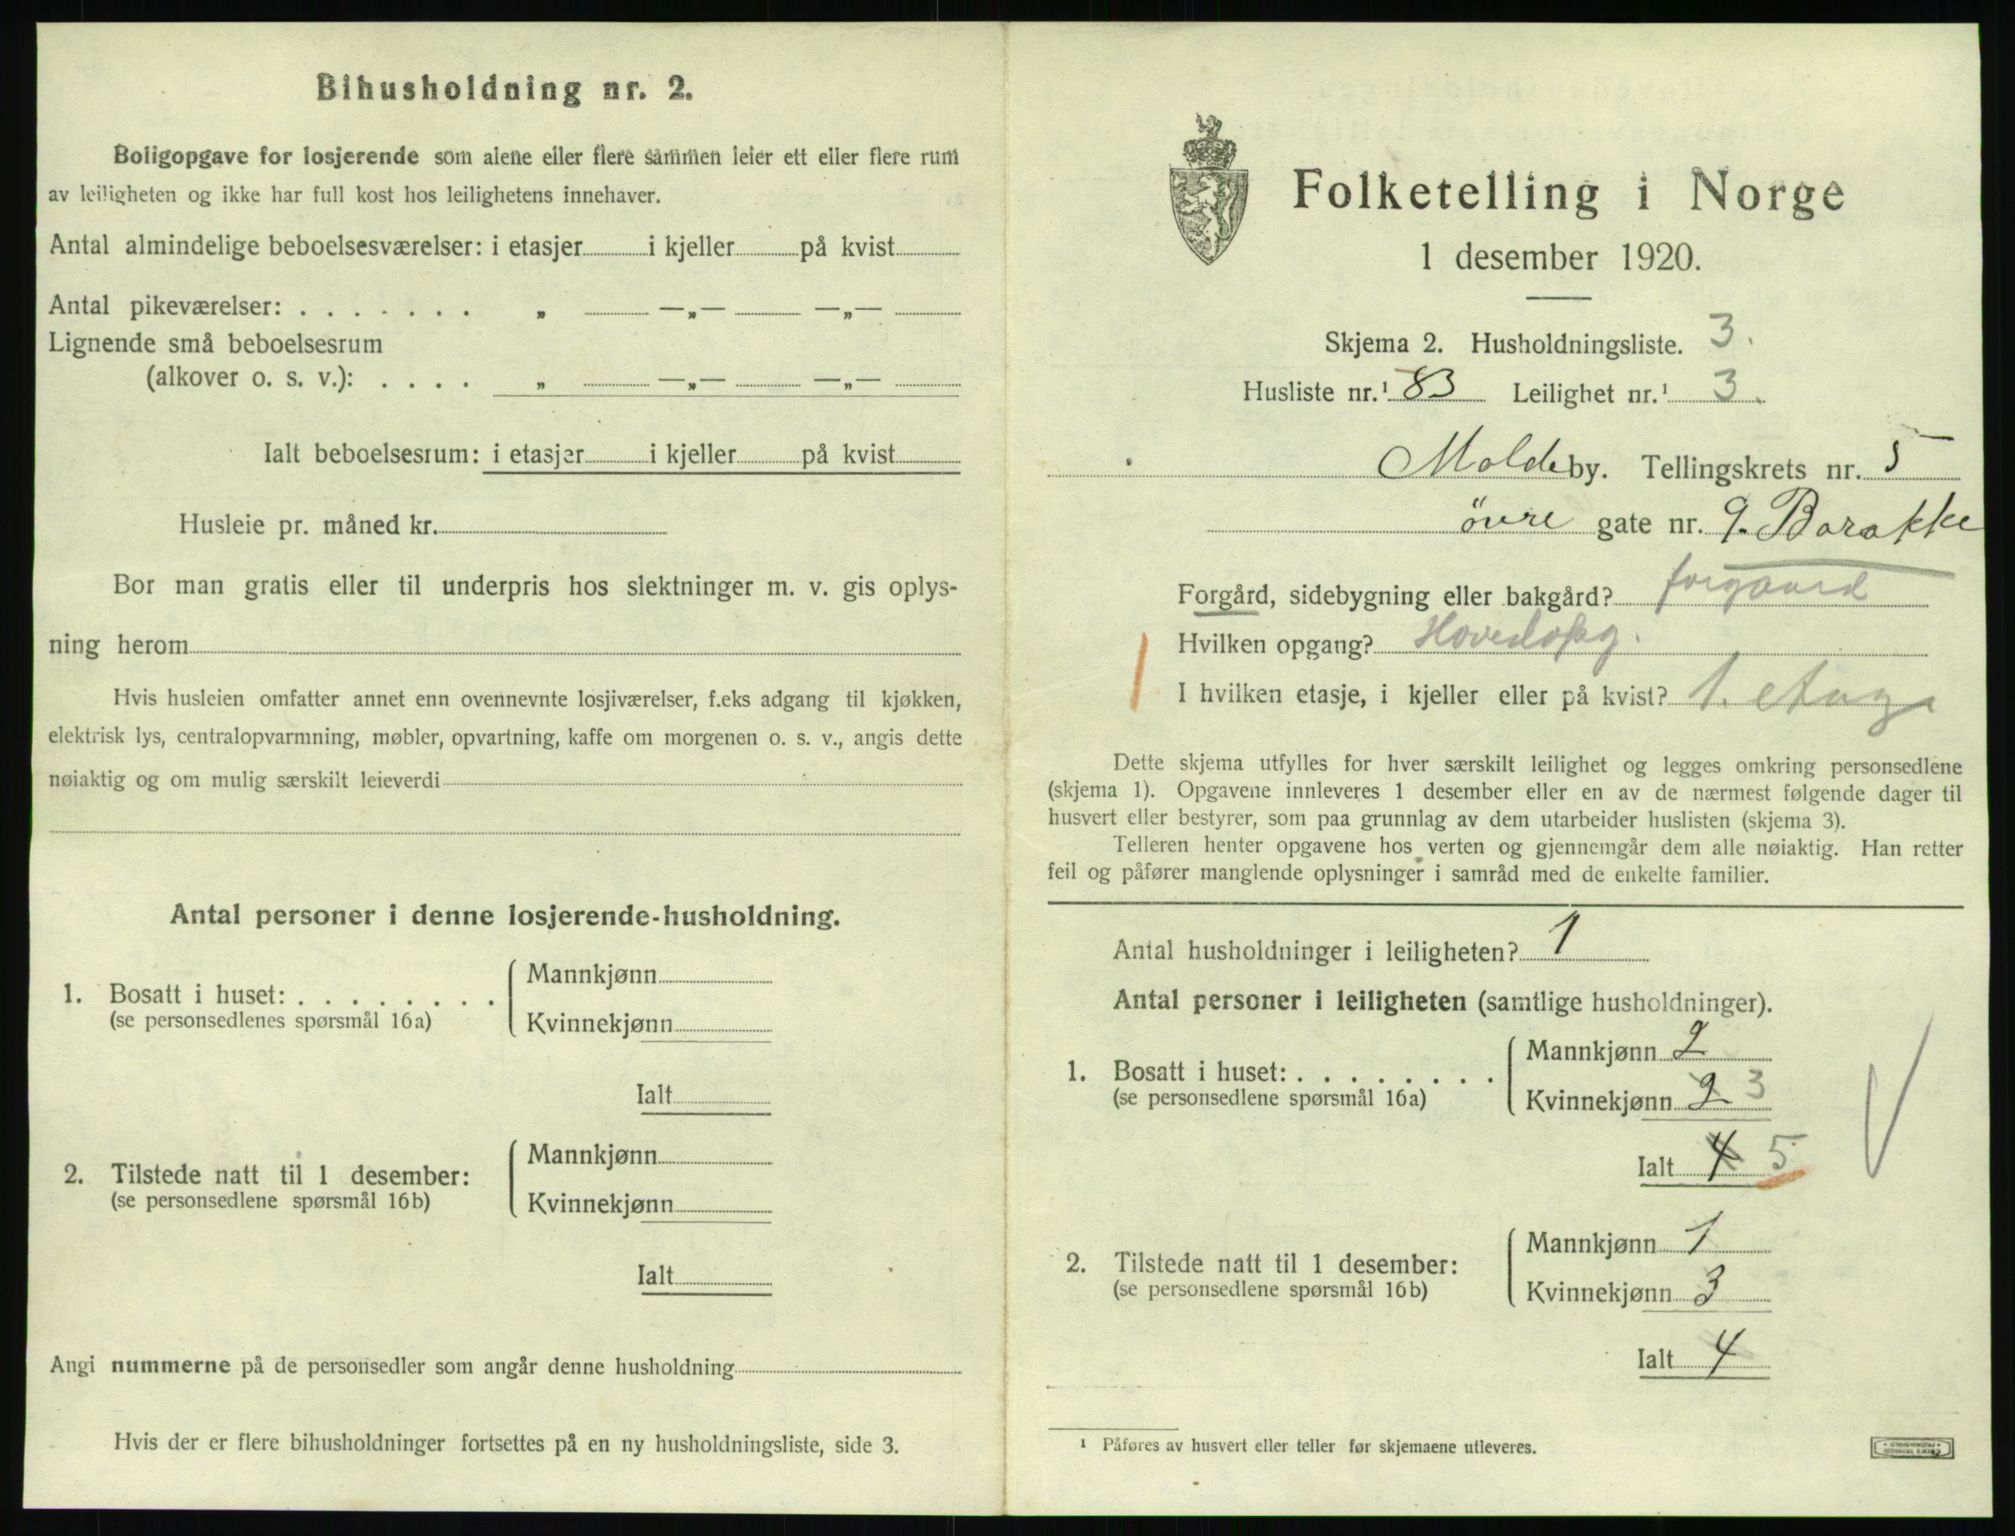 Bihusholdning nr. 2.
Boligopgave for losjerende som alene eller flere sammen leier ett eller flere rum
av leiligheten og ikke har full kost hos leilighetens innehaver.
Antal almindelige beboelsesværelser: i etasjer i kjeller på kvist
Antal pikeværelser: . . . . . . . „ —„— —„—
Lignende små beboelsesrum
(alkover o. s. v.): . . . . „ —„— —„—
Ialt beboelsesrum: i etasjer i kjeller på kvist
Husleie pr. måned kr.
Bor man gratis eller til underpris hos slektninger m. v. gis oplys-
ning herom
Hvis husleien omfatter annet enn ovennevnte losjiværelser, f.eks adgang til kjøkken,
elektrisk lys, centralopvarmning, møbler, opvartning, kaffe om morgenen o. s. v., angis dette
nøiaktig og om mulig særskilt leieverdi
Antal personer i denne losjerende-husholdning.
1. Bosatt i huset: . . . . . . . .
(se personsedlenes spørsmål 16a)
Mannkjønn
Kvinnekjønn
Ialt
2. Tilstede natt til 1 desember:
(se personsedlene spørsmål 16b)
Mannkjønn
Kvinnekjønn
Ialt
Angi nummerne på de personsedler som angår denne husholdning
Hvis der er flere bihusholdninger fortsettes på en ny husholdningsliste, side 3.
Folketelling i Norge
1 desember 1920.
Skjema 2. Husholdningsliste. 3.
Husliste nr.¹ 83 Leilighet nr.¹ 3.
Molde by. Tellingskrets nr. 5
øvre gate nr. 9. Barakke
Forgård, sidebygning eller bakgård? forgaard
Hvilken opgang? Hovedopg.
I hvilken etasje, i kjeller eller på kvist? 1. etag
Dette skjema utfylles for hver særskilt leilighet og legges omkring personsedlene
(skjema 1). Opgavene innleveres 1 desember eller en av de nærmest følgende dager til
husvert eller bestyrer, som paa grunnlag av dem utarbeider huslisten (skjema 3).
Telleren henter opgavene hos verten og gjennemgår dem alle nøiaktig. Han retter
feil og påfører manglende oplysninger i samråd med de enkelte familier.
Antal husholdninger i leiligheten? 1
Antal personer i leiligheten (samtlige husholdninger).
1. Bosatt i huset: . . . . . . . .
(se personsedlene spørsmål 16a)
Mannkjønn 2
Kvinnekjønn 2 3
Ialt 4 5
2. Tilstede natt til 1 desember:
(se personsedlene spørsmål 16b)
Mannkjønn 1
Kvinnekjønn 3
Ialt 4
¹ Påføres av husvert eller teller før skjemaene utleveres.